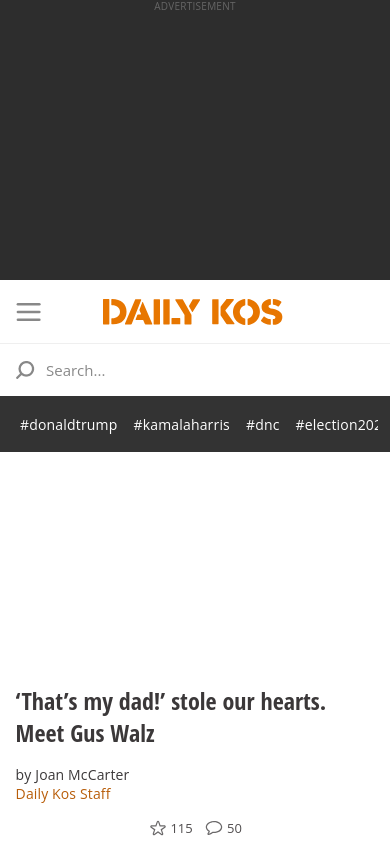 ADVERTISEMENT
DAILY KOS
Search...
#donaldtrump #kamalaharris #dnc #election202
‘That’s my dad!’ stole our hearts.
Meet Gus Walz
by Joan McCarter
Daily Kos Staff
115 50